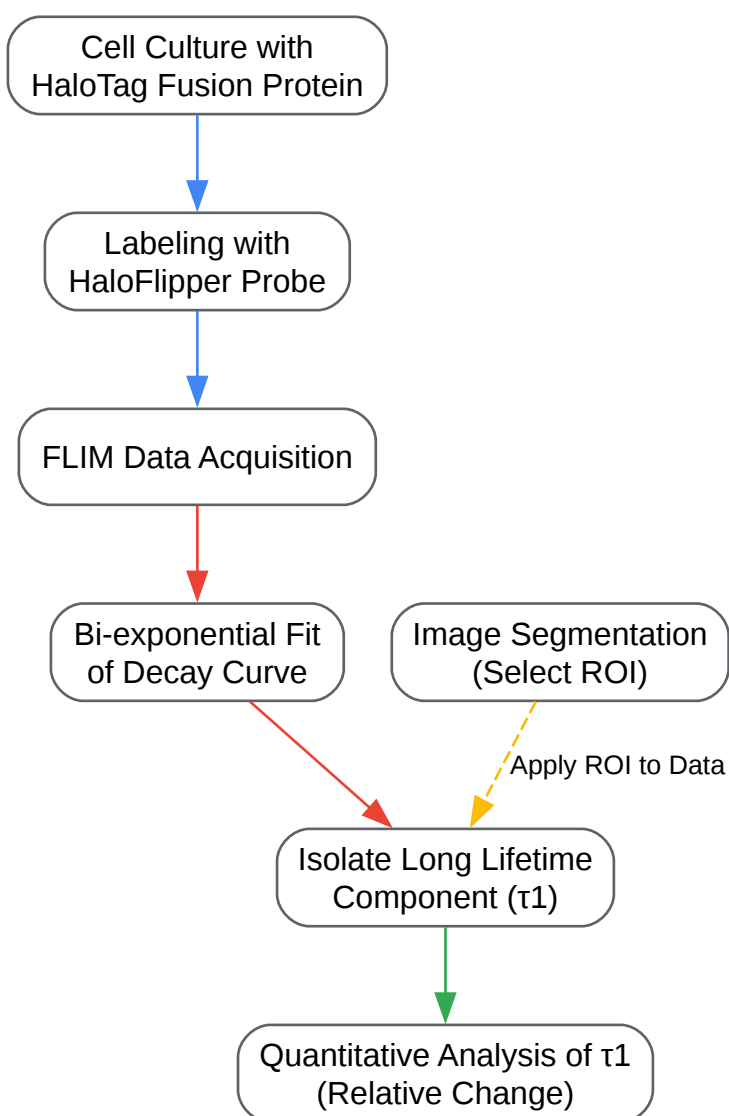 Cell Culture with
HaloTag Fusion Protein
Labeling with
HaloFlipper Probe
FLIM Data Acquisition
Bi-exponential Fit
of Decay Curve
Image Segmentation
(Select ROI)
Apply ROI to Data
Isolate Long Lifetime
Component (τ1)
Quantitative Analysis of τ1
(Relative Change)